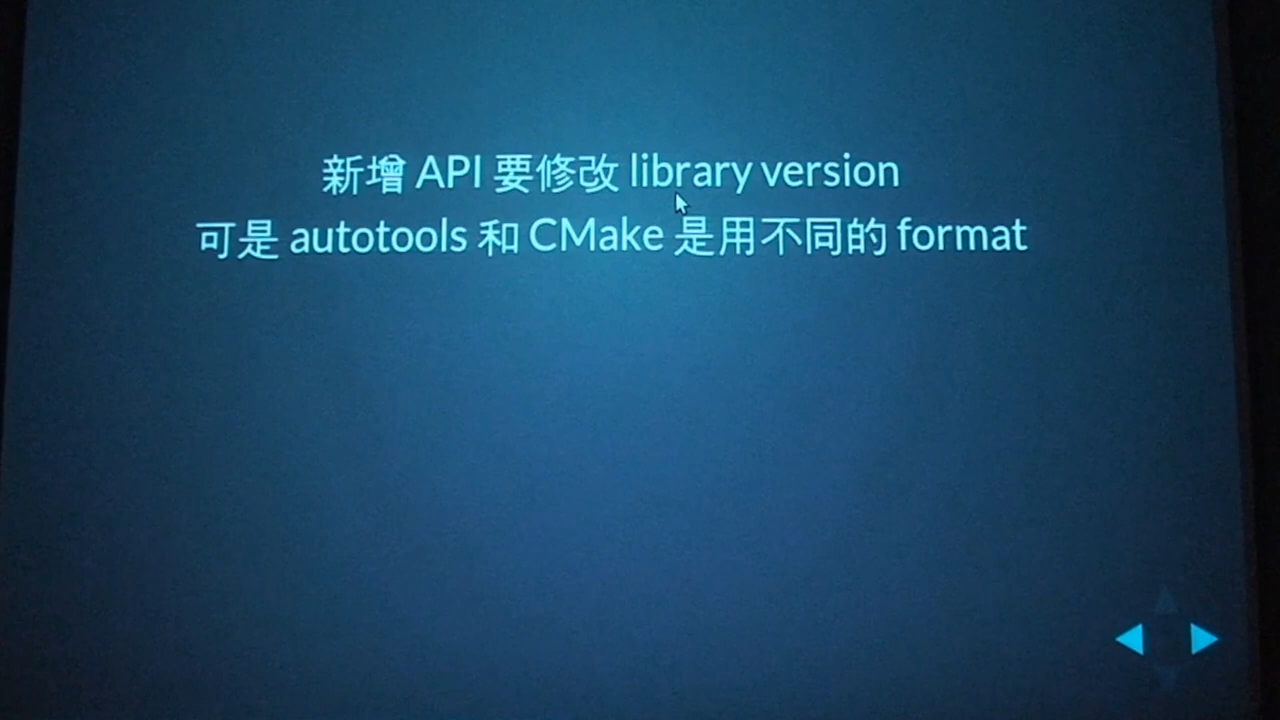 新增 API 要修改 library version
可是 autotools 和 CMake 是用不同的 format